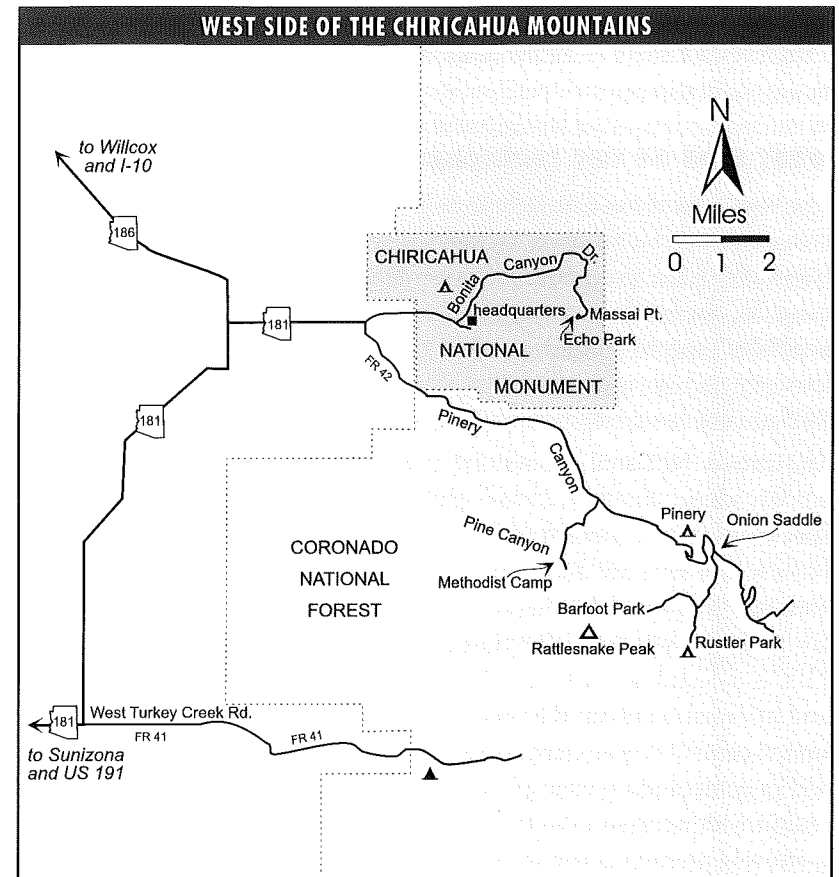 WEST SIDE OF THE CHIRICAHUA MOUNTAINS
to Willcox
and I-10
186
N
Miles
0 1 2
CHIRICAHUA
Bonita
Canyon
Dr.
headquarters
Massai Pt.
Echo Park
181
NATIONAL
MONUMENT
FR 42
181
Pinery
Canyon
Pinery
Onion Saddle
Pine Canyon
CORONADO
NATIONAL
FOREST
Methodist Camp
Barfoot Park
Rattlesnake Peak
Rustler Park
181
West Turkey Creek Rd.
FR 41
FR 41
to Sunizona
and US 191